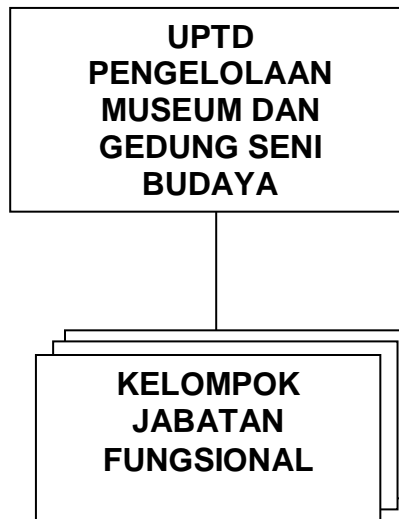 UPTD
PENGELOLAAN
MUSEUM DAN
GEDUNG SENI
BUDAYA
KELOMPOK
JABATAN
FUNGSIONAL